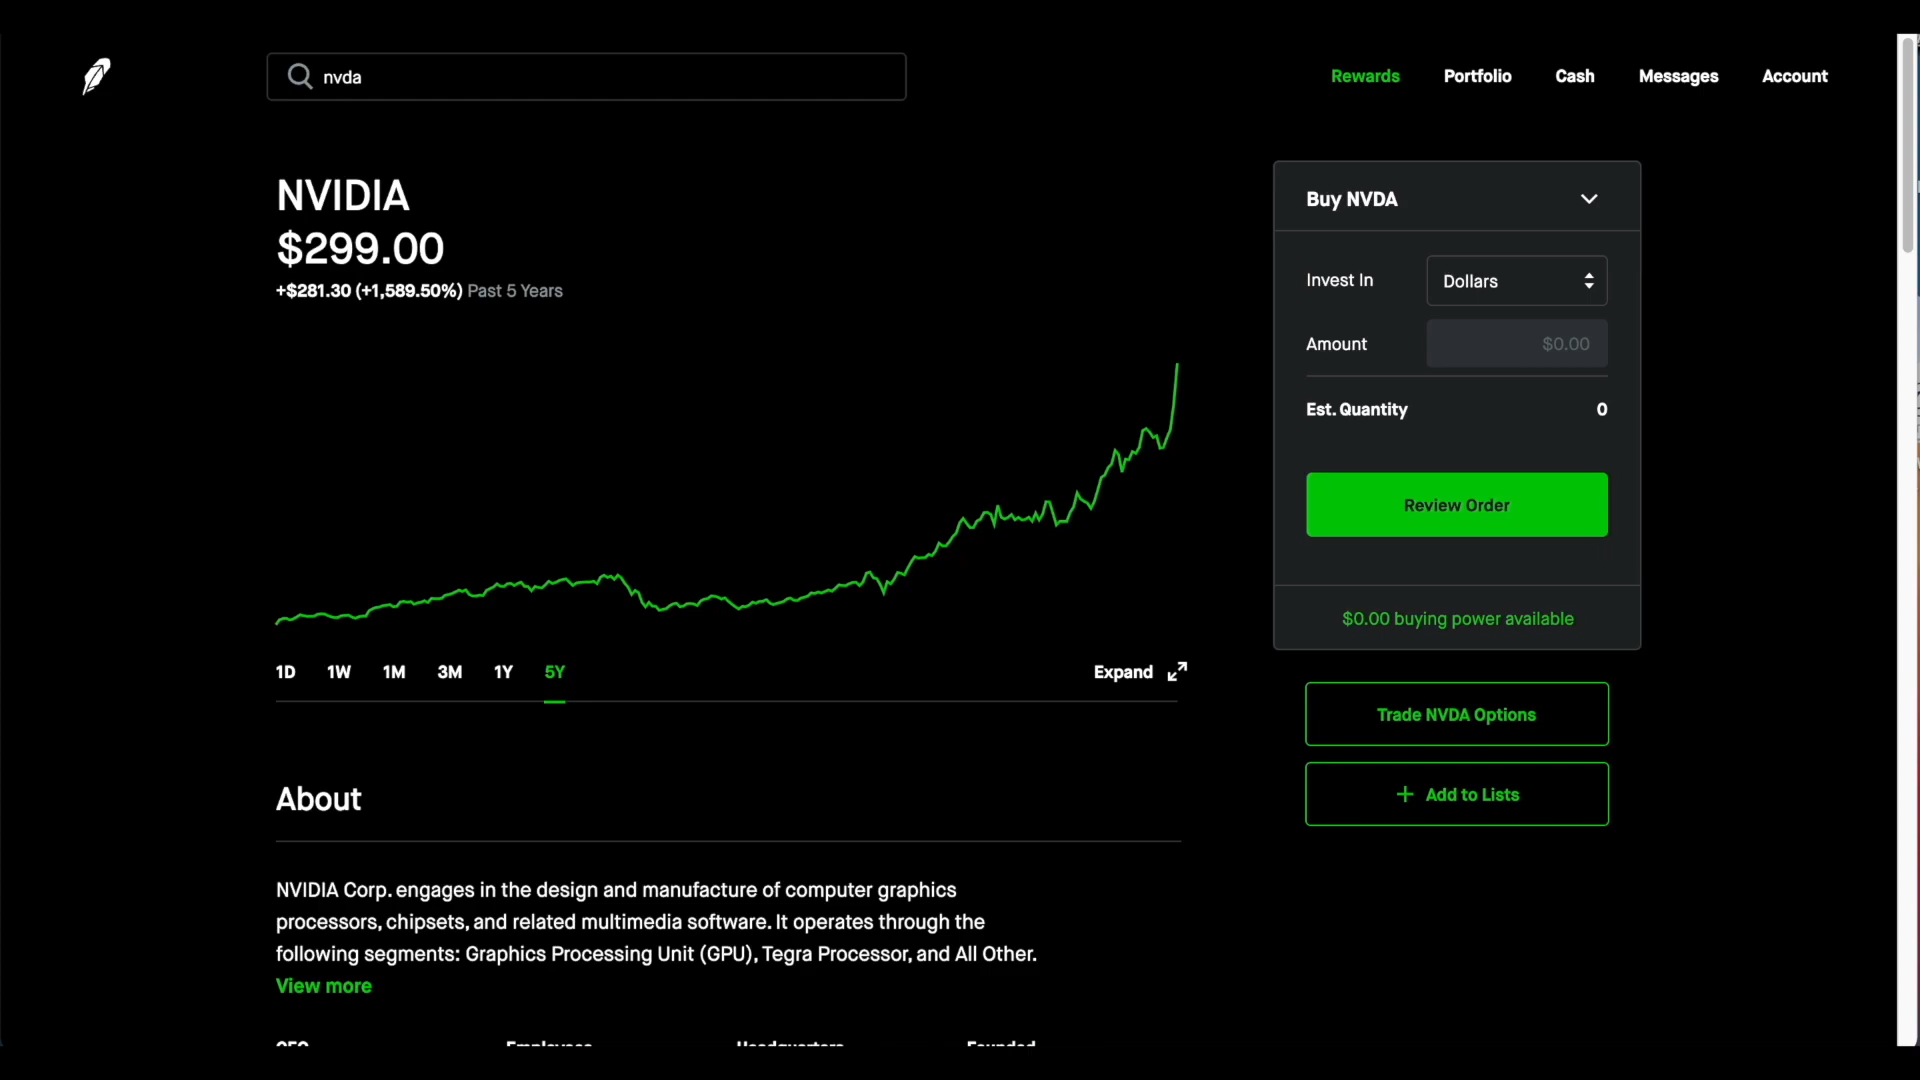 nvda
Rewards Portfolio Cash Messages Account
NVIDIA
$299.00
+$281.30 (+1,589.50%) Past 5 Years
1D 1W 1M 3M 1Y 5Y Expand
About
NVIDIA Corp. engages in the design and manufacture of computer graphics
processors, chipsets, and related multimedia software. It operates through the
following segments: Graphics Processing Unit (GPU), Tegra Processor, and All Other.
View more
CEO Employees Headquarters Founded
Buy NVDA
Invest In Dollars
Amount $0.00
Est. Quantity 0
Review Order
$0.00 buying power available
Trade NVDA Options
+ Add to Lists